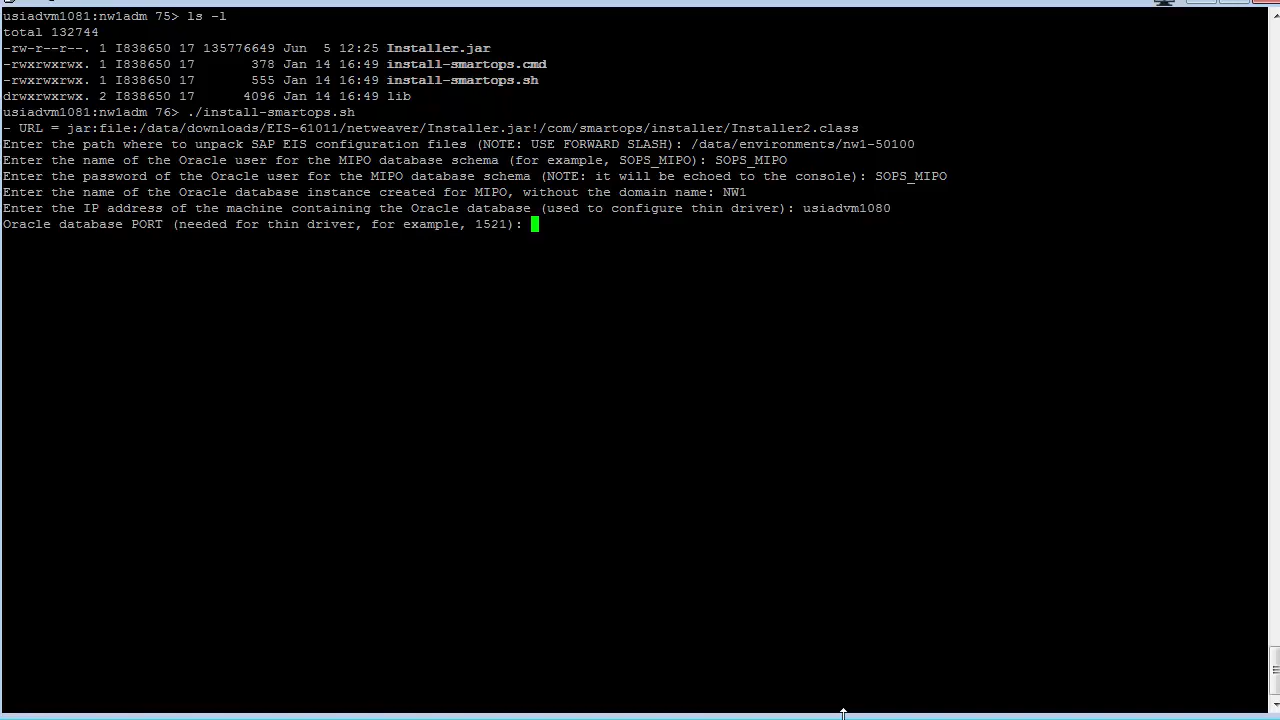 usiadvm1081:nw1adm 75> ls -l
total 132744
-rw-r--r--. 1 I838650 17 135776649 Jun  5 12:25 Installer.jar
-rwxrwxrwx. 1 I838650 17       378 Jan 14 16:49 install-smartops.cmd
-rwxrwxrwx. 1 I838650 17       555 Jan 14 16:49 install-smartops.sh
drwxrwxrwx. 2 I838650 17      4096 Jan 14 16:49 lib
usiadvm1081:nw1adm 76> ./install-smartops.sh
- URL = jar:file:/data/downloads/EIS-61011/netweaver/Installer.jar!/com/smartops/installer/Installer2.class
Enter the path where to unpack SAP EIS configuration files (NOTE: USE FORWARD SLASH): /data/environments/nw1-50100
Enter the name of the Oracle user for the MIPO database schema (for example, SOPS_MIPO): SOPS_MIPO
Enter the password of the Oracle user for the MIPO database schema (NOTE: it will be echoed to the console): SOPS_MIPO
Enter the name of the Oracle database instance created for MIPO, without the domain name: NW1
Enter the IP address of the machine containing the Oracle database (used to configure thin driver): usiadvm1080
Oracle database PORT (needed for thin driver, for example, 1521):